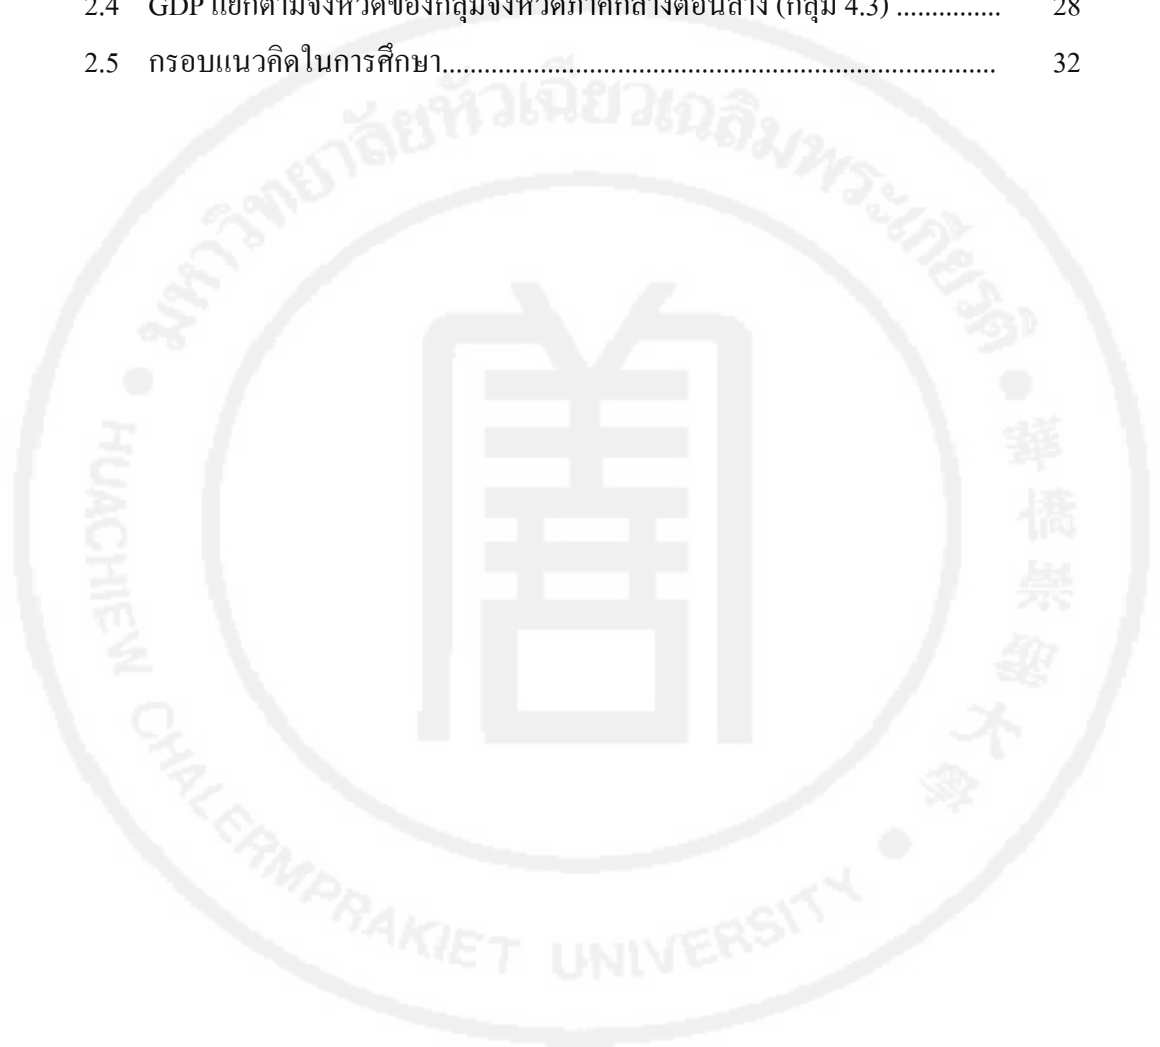 2.4 GDP แยกตามจังหวัดของกลุ่มจังหวัดภาคกลางตอนล่าง (กลุ่ม 4.3) ............... 28
2.5 กรอบแนวคิดในการศึกษา............................................................................... 32
มหาวิทยาลัยหัวเฉียวเฉลิมพระเกียรติ
華僑崇聖大學
HUACHIEW CHALERMPRAKIET UNIVERSITY